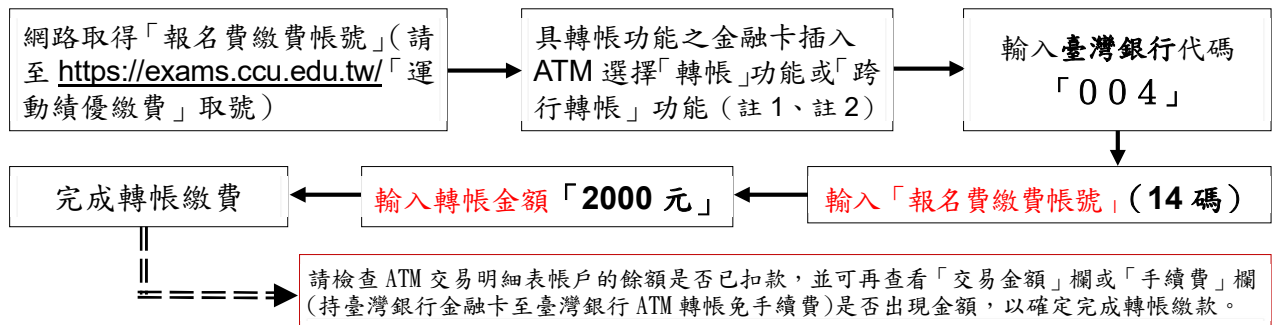 網路取得「報名費繳費帳號」(請
至 https://exams.ccu.edu.tw/「運
動績優繳費」取號)
具轉帳功能之金融卡插入
ATM 選擇「轉帳」功能或「跨
行轉帳」功能(註 1、註 2)
輸入臺灣銀行代碼
「004」
輸入「報名費繳費帳號」(14 碼)
輸入轉帳金額「2000 元」
完成轉帳繳費
請檢查 ATM 交易明細表帳戶的餘額是否已扣款,並可再查看「交易金額」欄或「手續費」欄
(持臺灣銀行金融卡至臺灣銀行 ATM 轉帳免手續費)是否出現金額,以確定完成轉帳繳款。